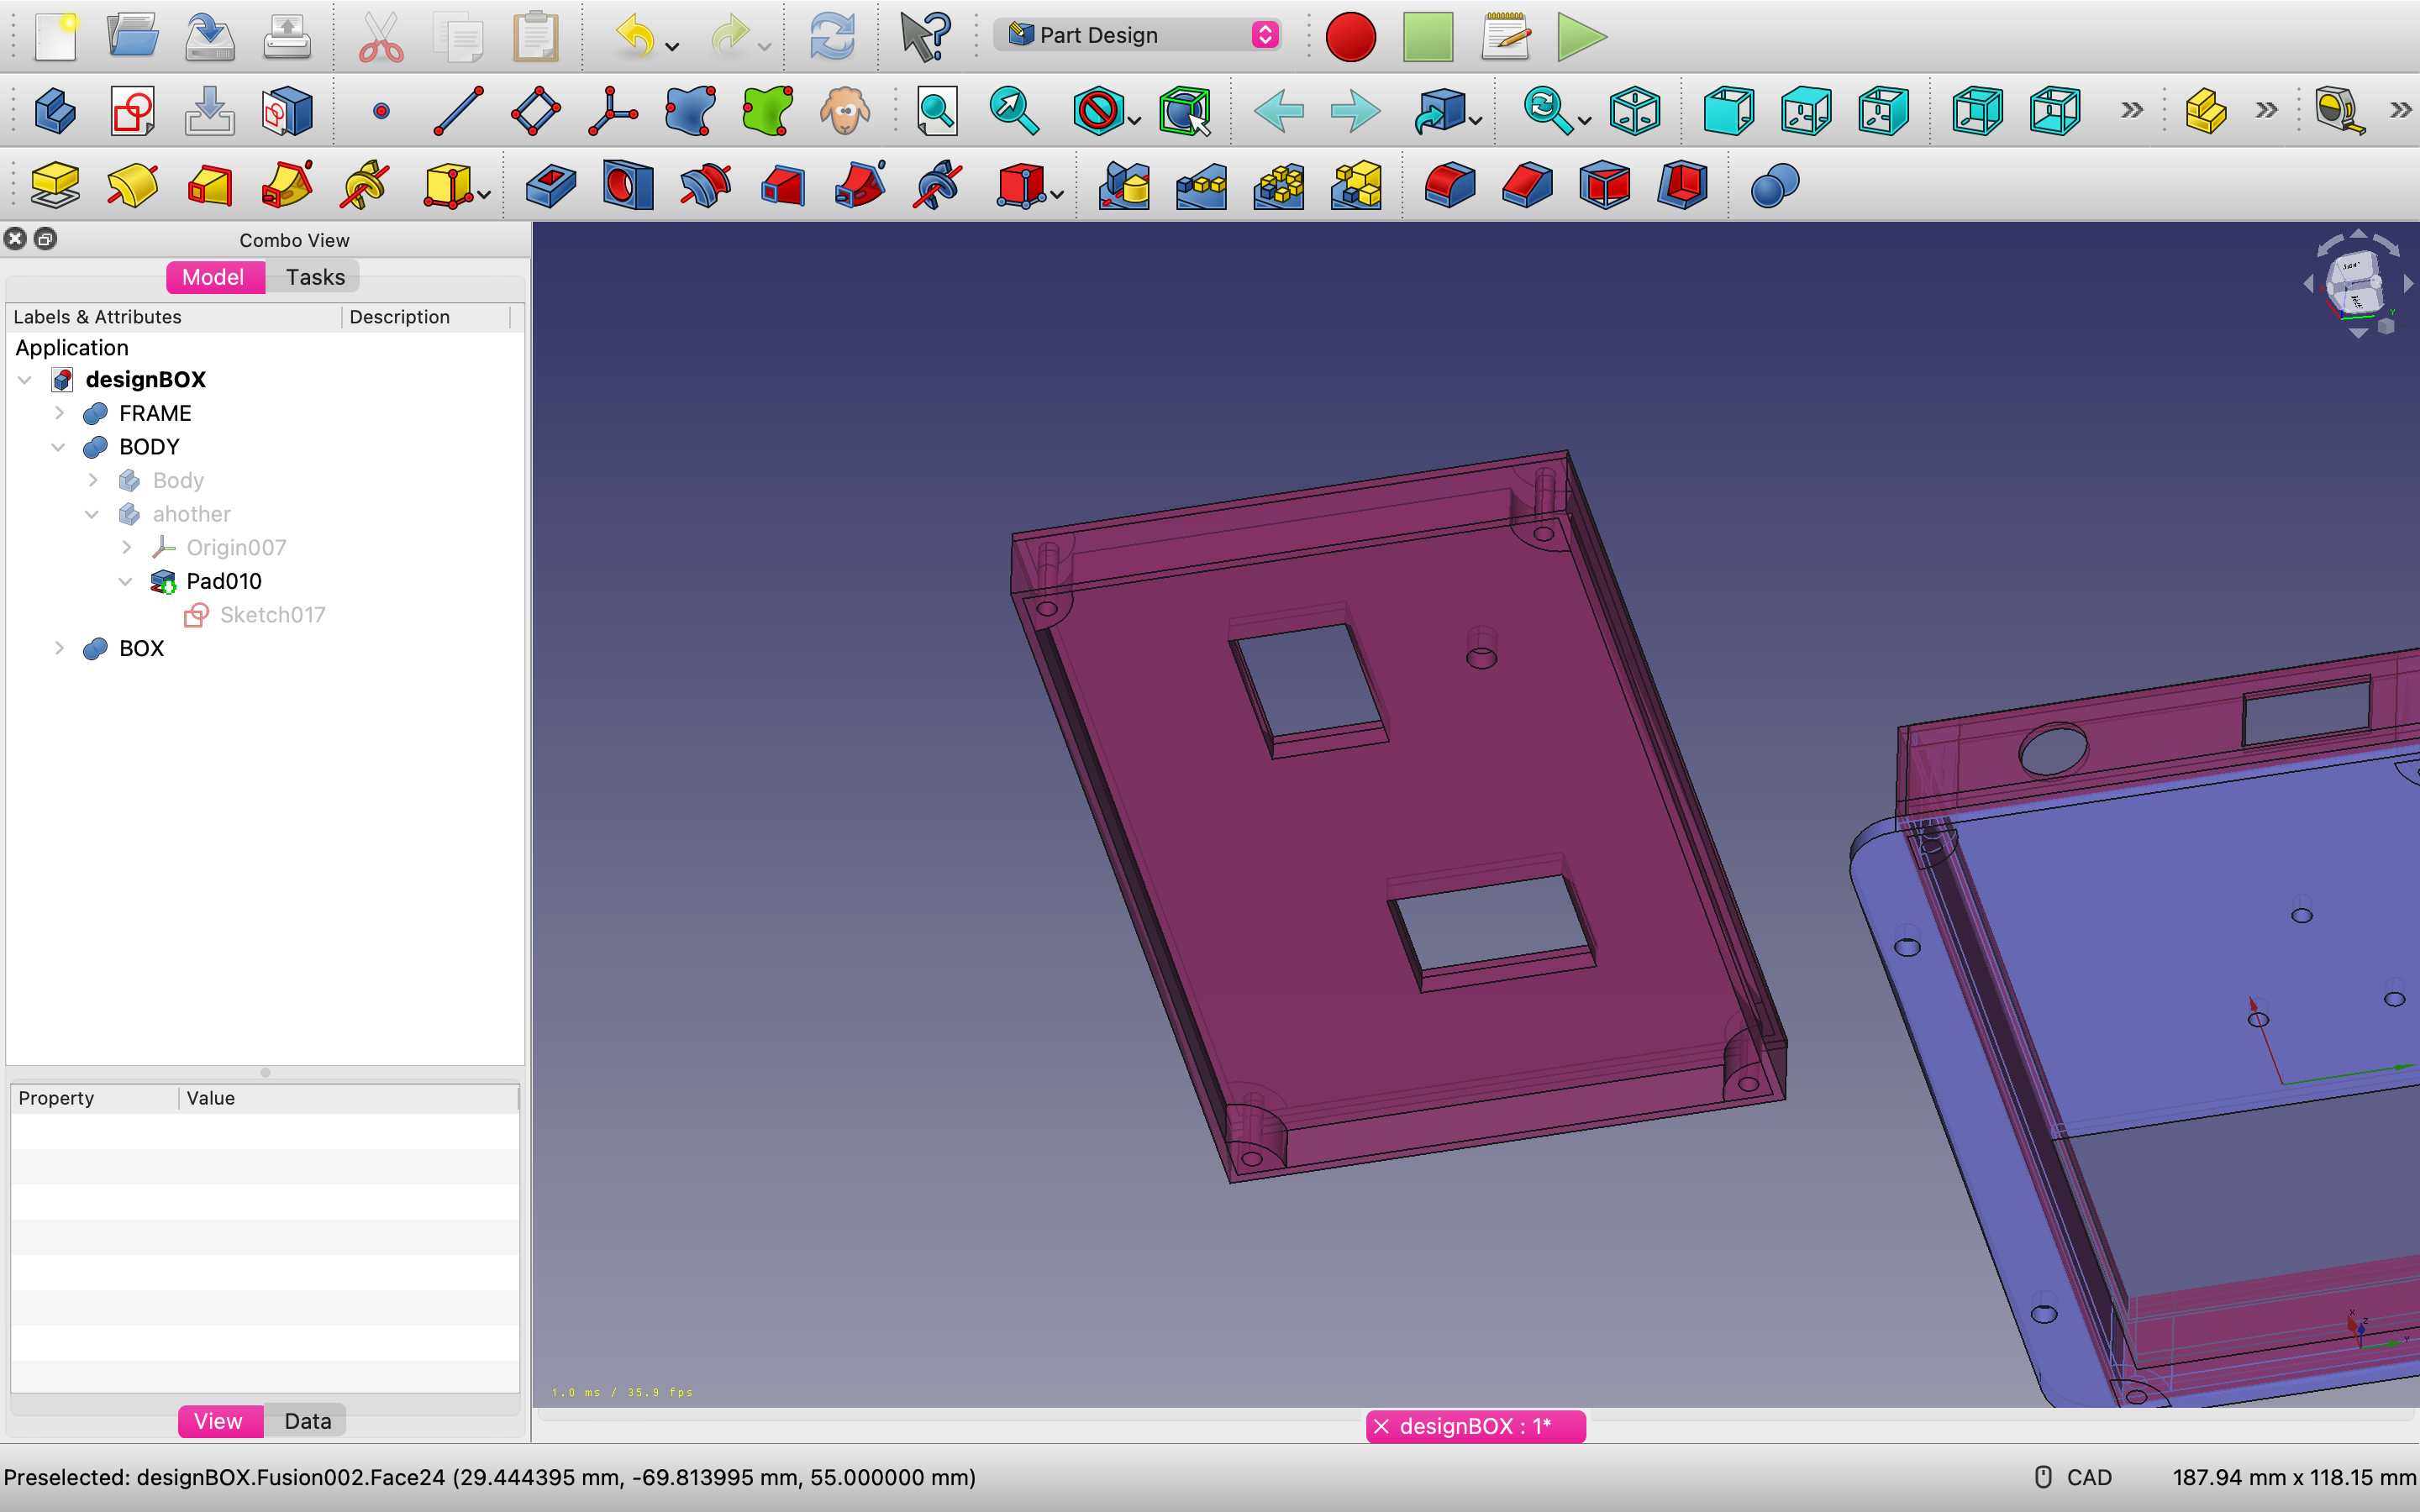 Part Design
Combo View
Model Tasks
Labels & Attributes Description
Application
designBOX
FRAME
BODY
Body
ahother
Origin007
Pad010
Sketch017
BOX
Property Value
View Data
Y
X
Z
Y
1.0 ms / 35.9 fps
designBOX : 1*
Preselected: designBOX.Fusion002.Face24 (29.444395 mm, -69.813995 mm, 55.000000 mm)
CAD
187.94 mm x 118.15 mm